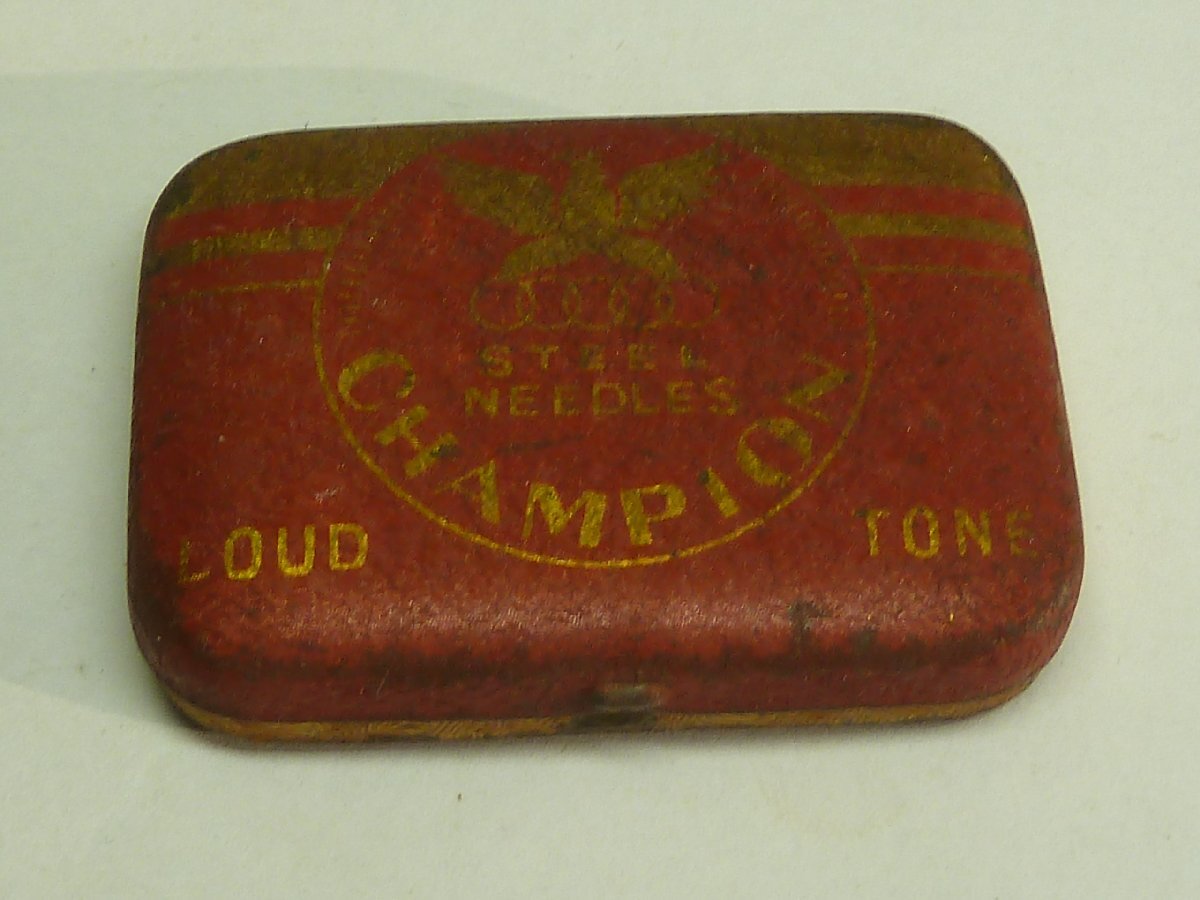 STEEL
NEEDLES
CHAMPION
LOUD TONE